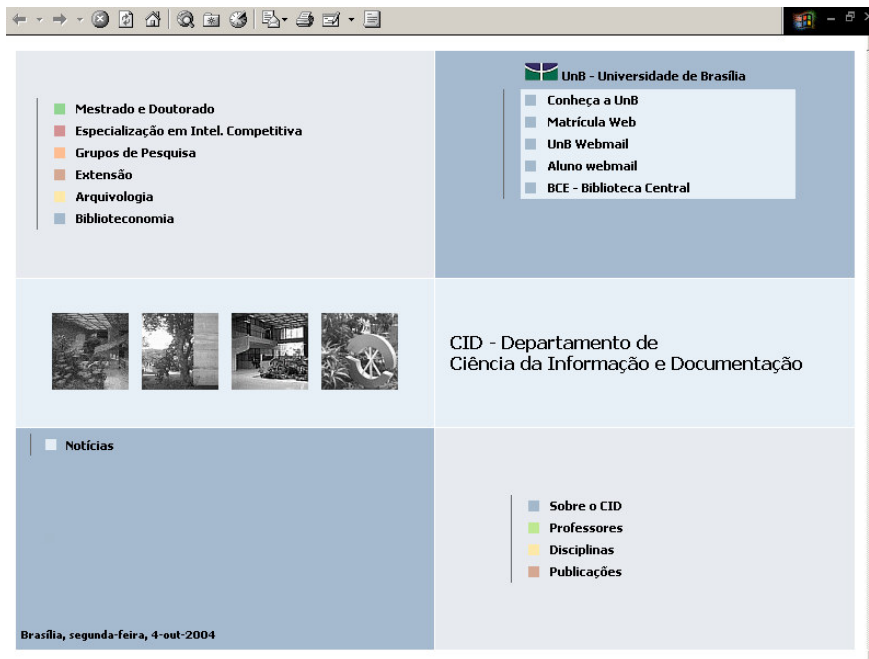 Mestrado e Doutorado
Especialização em Intel. Competitiva
Grupos de Pesquisa
Extensão
Arquivologia
Biblioteconomia
UnB - Universidade de Brasília
Conheça a UnB
Matrícula Web
UnB Webmail
Aluno webmail
BCE - Biblioteca Central
CID - Departamento de
Ciência da Informação e Documentação
Notícias
Brasília, segunda-feira, 4-out-2004
Sobre o CID
Professores
Disciplinas
Publicações